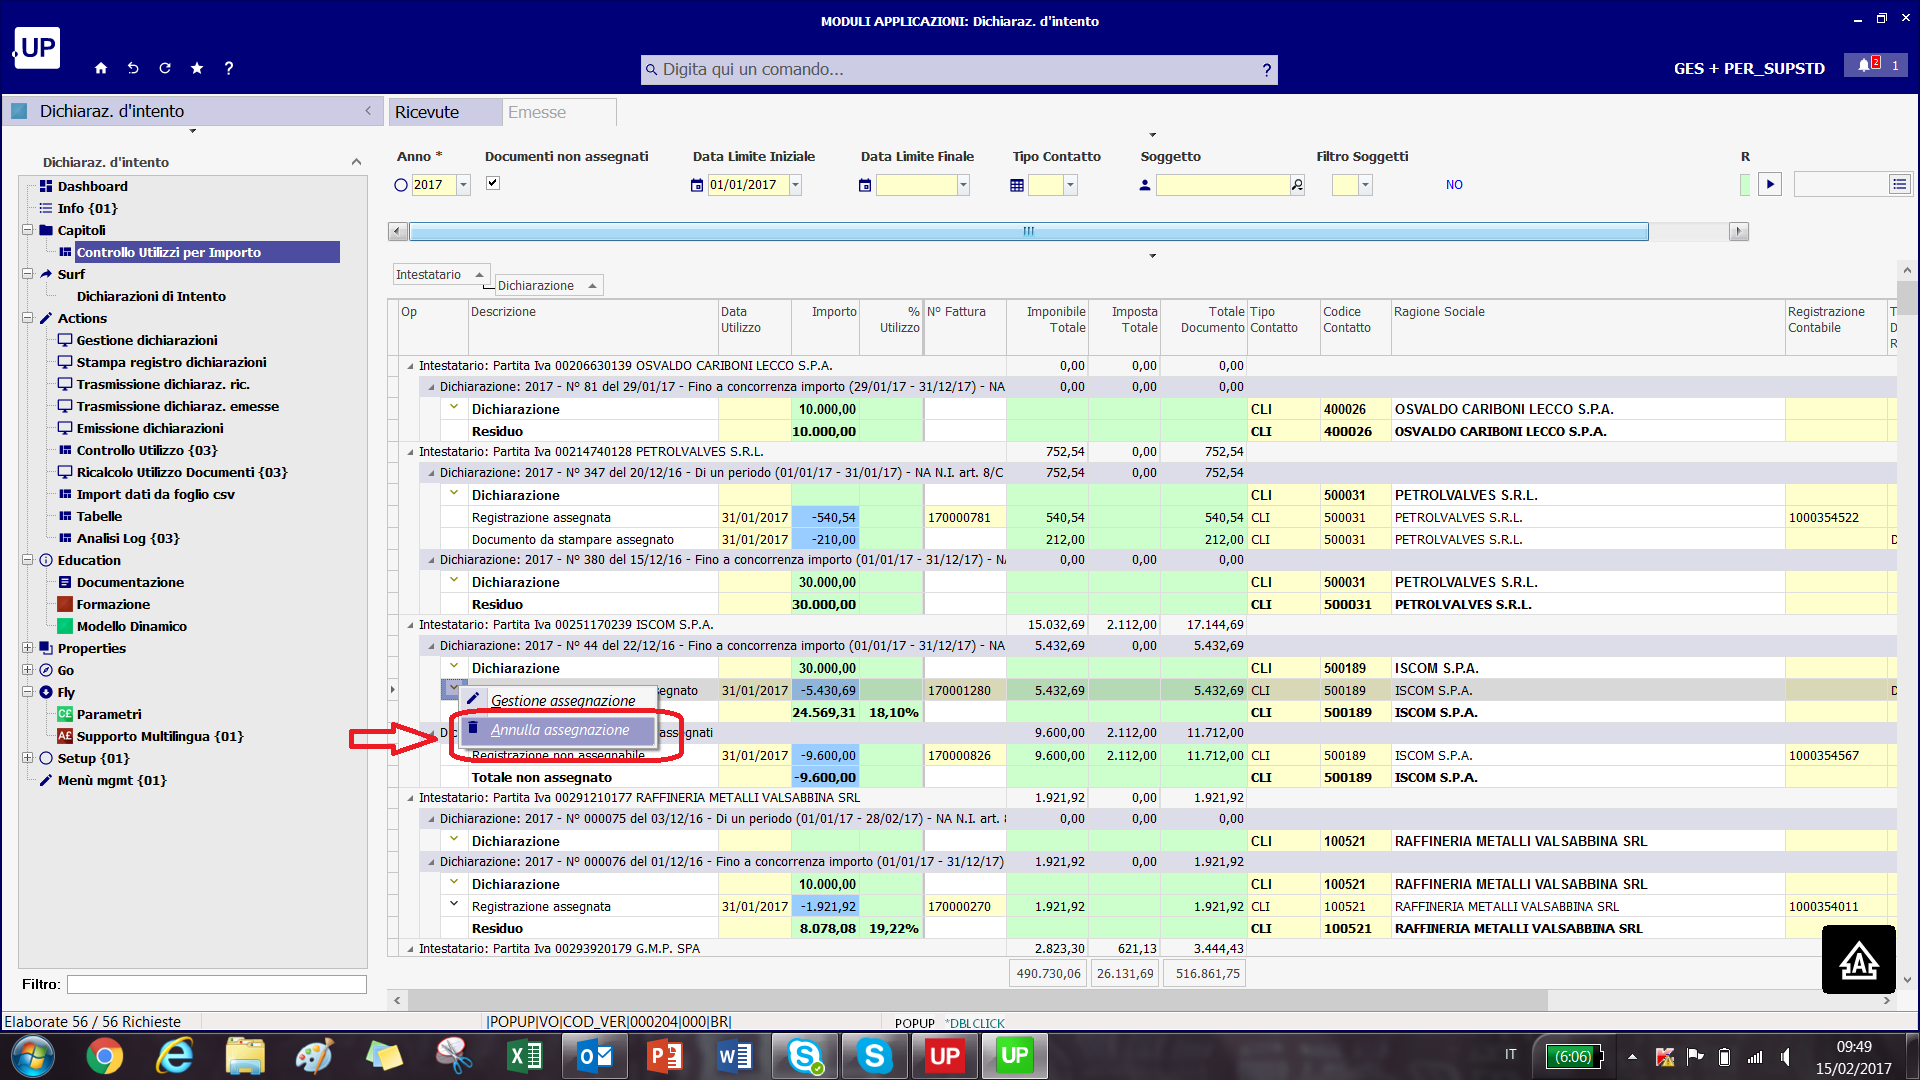 MODULI APPLICAZIONI: Dichiaraz. d'intento
UP
?
Digita qui un comando...
?
GES + PER_SUPSTD
2
1
Dichiaraz. d'intento
Ricevute
Emesse
Dichiaraz. d'intento
Dashboard
Info {01}
Capitoli
Controllo Utilizzi per Importo
Surf
Dichiarazioni di Intento
Actions
Gestione dichiarazioni
Stampa registro dichiarazioni
Trasmissione dichiaraz. ric.
Trasmissione dichiaraz. emesse
Emissione dichiarazioni
Controllo Utilizzo {03}
Ricalcolo Utilizzo Documenti {03}
Import dati da foglio csv
Tabelle
Analisi Log {03}
Education
Documentazione
Formazione
Modello Dinamico
Properties
Go
Fly
Parametri
Supporto Multilingua {01}
Setup {01}
Menù mgmt {01}
Filtro:
Anno *
Documenti non assegnati
Data Limite Iniziale
Data Limite Finale
Tipo Contatto
Soggetto
Filtro Soggetti
R
2017
01/01/2017
NO
Intestatario
Dichiarazione
Op
Descrizione
Data Utilizzo
Importo
% Utilizzo
N° Fattura
Imponibile Totale
Imposta Totale
Totale Documento
Tipo Contatto
Codice Contatto
Ragione Sociale
Registrazione Contabile
T D R
Intestatario: Partita Iva 00206630139 OSVALDO CARIBONI LECCO S.P.A. 0,00 0,00 0,00
Dichiarazione: 2017 - N° 81 del 29/01/17 - Fino a concorrenza importo (29/01/17 - 31/12/17) - NA 0,00 0,00 0,00
Dichiarazione 10.000,00 CLI 400026 OSVALDO CARIBONI LECCO S.P.A.
Residuo 10.000,00 CLI 400026 OSVALDO CARIBONI LECCO S.P.A.
Intestatario: Partita Iva 00214740128 PETROLVALVES S.R.L. 752,54 0,00 752,54
Dichiarazione: 2017 - N° 347 del 20/12/16 - Di un periodo (01/01/17 - 31/01/17) - NA N.I. art. 8/C 752,54 0,00 752,54
Dichiarazione CLI 500031 PETROLVALVES S.R.L.
Registrazione assegnata 31/01/2017 -540,54 170000781 540,54 540,54 CLI 500031 PETROLVALVES S.R.L. 1000354522
Documento da stampare assegnato 31/01/2017 -210,00 212,00 212,00 CLI 500031 PETROLVALVES S.R.L. D
Dichiarazione: 2017 - N° 380 del 15/12/16 - Fino a concorrenza importo (01/01/17 - 31/12/17) - N 0,00 0,00 0,00
Dichiarazione 30.000,00 CLI 500031 PETROLVALVES S.R.L.
Residuo 30.000,00 CLI 500031 PETROLVALVES S.R.L.
Intestatario: Partita Iva 00251170239 ISCOM S.P.A. 15.032,69 2.112,00 17.144,69
Dichiarazione: 2017 - N° 44 del 22/12/16 - Fino a concorrenza importo (01/01/17 - 31/12/17) - NA 5.432,69 0,00 5.432,69
Dichiarazione 30.000,00 CLI 500189 ISCOM S.P.A.
Gestione assegnazione
egnato 31/01/2017 -5.430,69 170001280 5.432,69 5.432,69 CLI 500189 ISCOM S.P.A. D
24.569,31 18,10% CLI 500189 ISCOM S.P.A.
Annulla assegnazione
Dic assegnati 9.600,00 2.112,00 11.712,00
Registrazione non assegnabile 31/01/2017 -9.600,00 170000826 9.600,00 2.112,00 11.712,00 CLI 500189 ISCOM S.P.A. 1000354567
Totale non assegnato -9.600,00 CLI 500189 ISCOM S.P.A.
Intestatario: Partita Iva 00291210177 RAFFINERIA METALLI VALSABBINA SRL 1.921,92 0,00 1.921,92
Dichiarazione: 2017 - N° 000075 del 03/12/16 - Di un periodo (01/01/17 - 28/02/17) - NA N.I. art. 8 0,00 0,00 0,00
Dichiarazione CLI 100521 RAFFINERIA METALLI VALSABBINA SRL
Dichiarazione: 2017 - N° 000076 del 01/12/16 - Fino a concorrenza importo (01/01/17 - 31/12/17) 1.921,92 0,00 1.921,92
Dichiarazione 10.000,00 CLI 100521 RAFFINERIA METALLI VALSABBINA SRL
Registrazione assegnata 31/01/2017 -1.921,92 170000270 1.921,92 1.921,92 CLI 100521 RAFFINERIA METALLI VALSABBINA SRL 1000354011
Residuo 8.078,08 19,22% CLI 100521 RAFFINERIA METALLI VALSABBINA SRL
Intestatario: Partita Iva 00293920179 G.M.P. SPA 2.823,30 621,13 3.444,43
490.730,06 26.131,69 516.861,75
A
Elaborate 56 / 56 Richieste
|POPUP|VO|COD_VER|000204|000|BR|
POPUP
*DBLCLICK
UP
UP
IT
(6:06)
09:49
15/02/2017